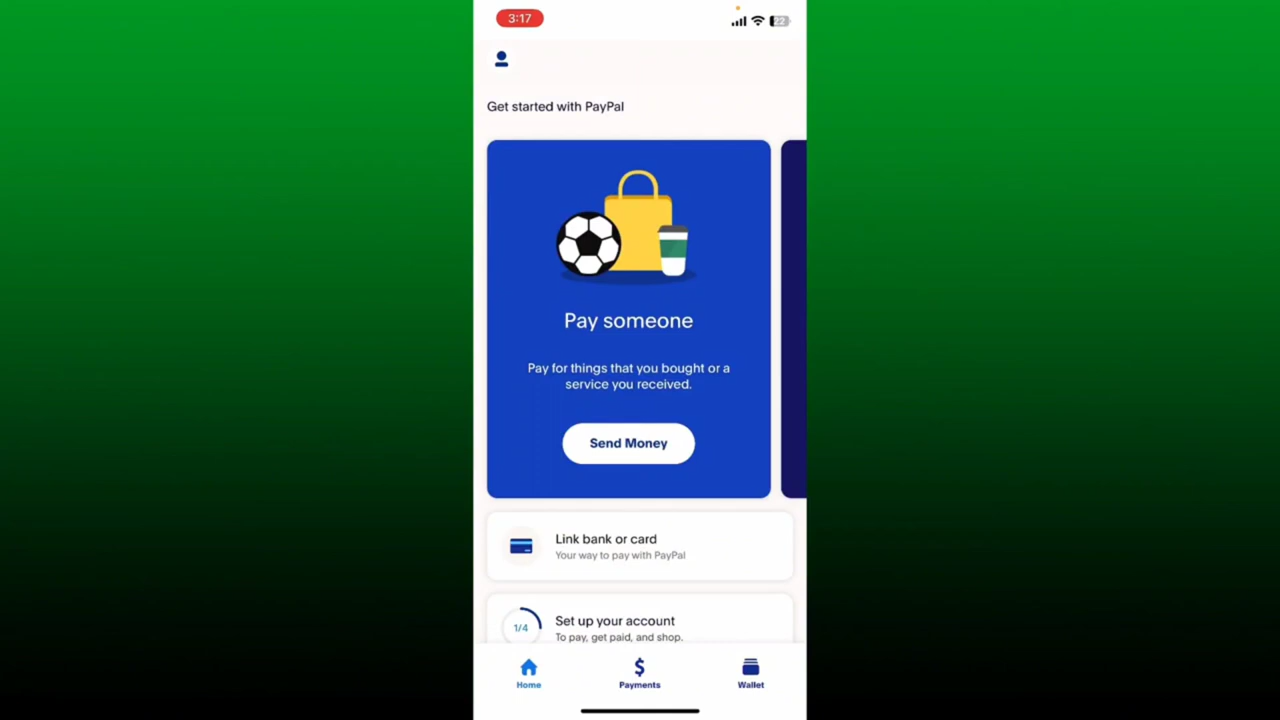 3:17
22
Get started with PayPal
Pay someone
Pay for things that you bought or a
service you received.
Send Money
Link bank or card
Your way to pay with PayPal
1/4
Set up your account
To pay, get paid, and shop.
Home
Payments
Wallet